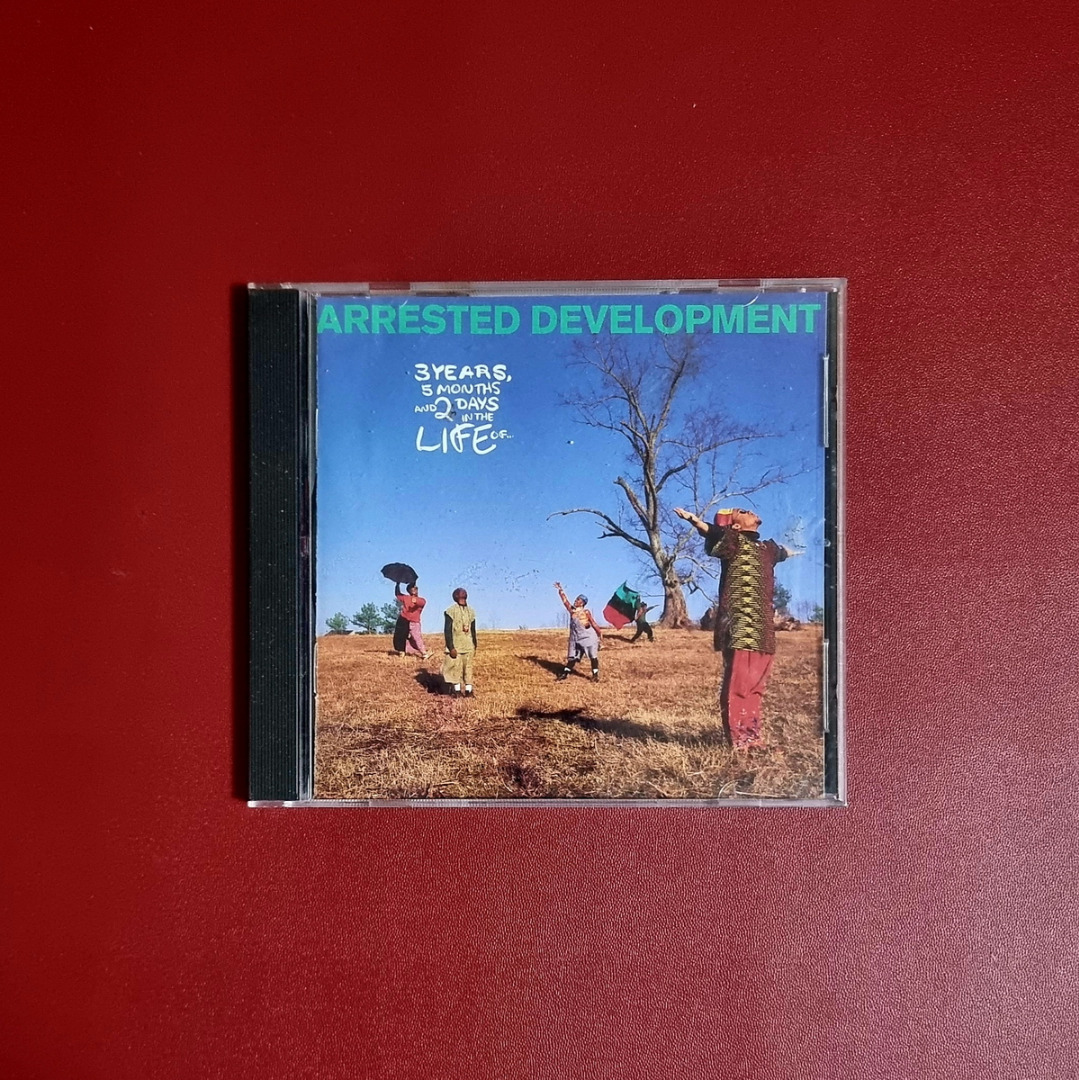 ARRESTED DEVELOPMENT
3 YEARS,
5 MONTHS
AND 2 DAYS
IN THE
LIFE OF...